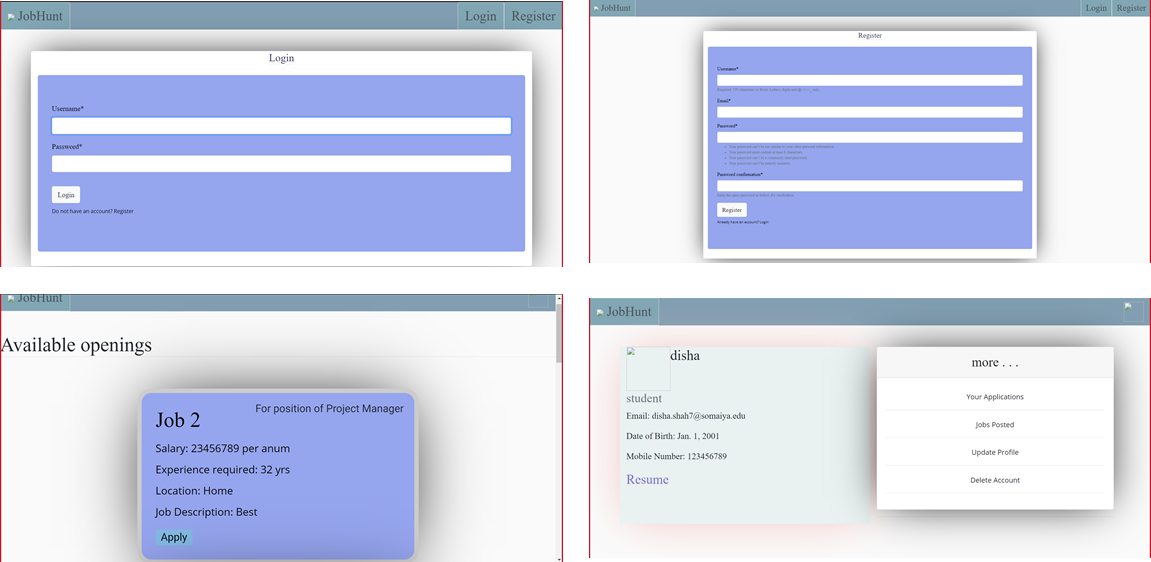 JobHunt
Login
Register
Login
Username*
Password*
Login
Do not have an account? Register
JobHunt
Login
Register
Register
Username*
Email*
Password*
Password confirmation*
Register
Already have an account? Login
JobHunt
Available openings
For position of Project Manager
Job 2
Salary: 23456789 per anum
Experience required: 32 yrs
Location: Home
Job Description: Best
Apply
JobHunt
disha
student
Email: disha.shah7@somaiya.edu
Date of Birth: Jan. 1, 2001
Mobile Number: 123456789
Resume
more . . .
Your Applications
Jobs Posted
Update Profile
Delete Account